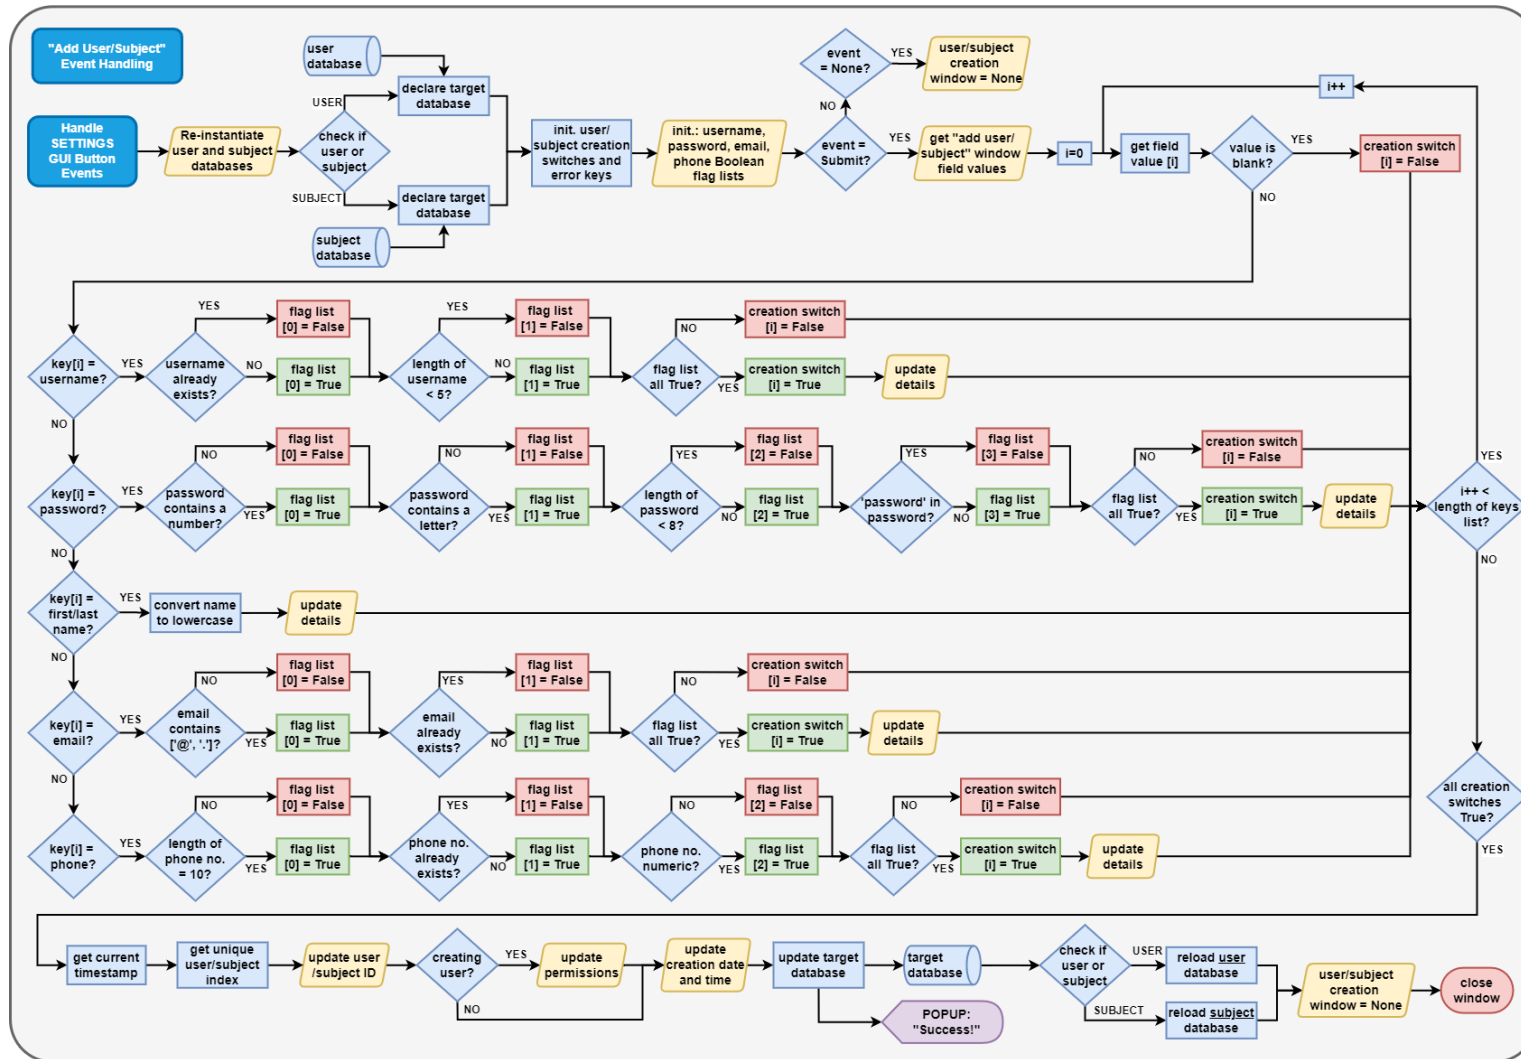 "Add User/Subject"
Event Handling
user
database
declare target
database
event
= None?
YES
user/subject
creation
window = None
i++
USER
NO
Handle
SETTINGS
GUI Button
Events
Re-instantiate
user and subject
databases
check if
user or
subject
init. user/
subject creation
switches and
error keys
init.: username,
password, email,
phone Boolean
flag lists
event =
Submit?
YES
get "add user/
subject" window
field values
i=0
get field
value [i]
value is
blank?
YES
creation switch
[i] = False
SUBJECT
declare target
database
NO
subject
database
key[i] =
username?
YES
username
already
exists?
YES
flag list
[0] = False
NO
flag list
[0] = True
length of
username
< 5?
YES
flag list
[1] = False
NO
flag list
[1] = True
flag list
all True?
NO
creation switch
[i] = False
YES
creation switch
[i] = True
update
details
NO
key[i] =
password?
YES
password
contains a
number?
NO
flag list
[0] = False
YES
flag list
[0] = True
password
contains a
letter?
NO
flag list
[1] = False
YES
flag list
[1] = True
length of
password
< 8?
YES
flag list
[2] = False
NO
flag list
[2] = True
'password' in
password?
YES
flag list
[3] = False
NO
flag list
[3] = True
flag list
all True?
NO
creation switch
[i] = False
YES
creation switch
[i] = True
update
details
YES
i++ <
length of keys
list?
NO
NO
key[i] =
first/last
name?
YES
convert name
to lowercase
update
details
NO
key[i] =
email?
YES
email
contains
['@', '.']?
NO
flag list
[0] = False
YES
flag list
[0] = True
email
already
exists?
YES
flag list
[1] = False
NO
flag list
[1] = True
flag list
all True?
NO
creation switch
[i] = False
YES
creation switch
[i] = True
update
details
NO
key[i] =
phone?
YES
length of
phone no.
= 10?
NO
flag list
[0] = False
YES
flag list
[0] = True
phone no.
already
exists?
YES
flag list
[1] = False
NO
flag list
[1] = True
phone no.
numeric?
NO
flag list
[2] = False
YES
flag list
[2] = True
flag list
all True?
NO
creation switch
[i] = False
YES
creation switch
[i] = True
update
details
all creation
switches
True?
YES
get current
timestamp
get unique
user/subject
index
update user
/subject ID
creating
user?
YES
update
permissions
NO
update
creation date
and time
update target
database
target
database
POPUP:
"Success!"
check if
user or
subject
USER
reload user
database
SUBJECT
reload subject
database
user/subject
creation
window = None
close
window